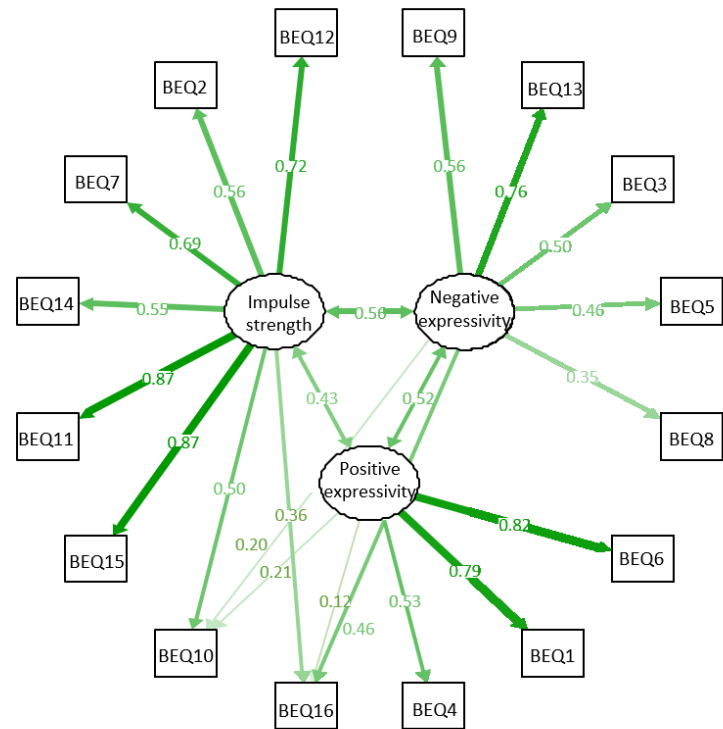 BEQ12
BEQ9
BEQ2
BEQ13
0.72
0.56
0.76
0.56
BEQ7
BEQ3
0.69
0.50
BEQ14
0.55
Impulse
strength
0.56
Negative
expressivity
0.46
BEQ5
0.87
0.35
0.43
0.52
BEQ11
BEQ8
0.87
Positive
expressivity
0.50
0.36
0.82
BEQ15
0.20
0.21
0.79
BEQ6
0.12
0.53
0.46
BEQ10
BEQ1
BEQ16
BEQ4